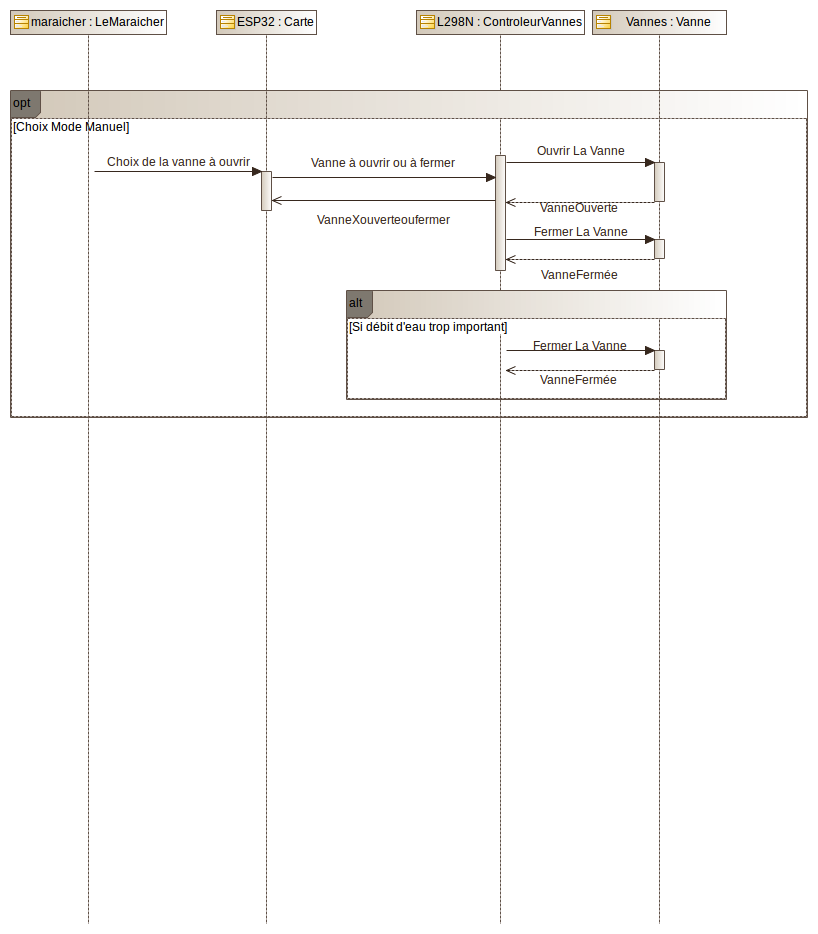 maraicher : LeMaraicher
ESP32 : Carte
L298N : ControleurVannes
Vannes : Vanne
opt
[Choix Mode Manuel]
Ouvrir La Vanne
Choix de la vanne à ouvrir
Vanne à ouvrir ou à fermer
VanneOuverte
VanneXouverteoufermer
Fermer La Vanne
VanneFermée
alt
[Si débit d'eau trop important]
Fermer La Vanne
VanneFermée